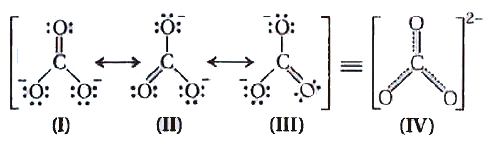 O O⁻ ⁻O O 2–
C C C C
⁻O O⁻ O O⁻ ⁻O O O O
(I) (II) (III) (IV)